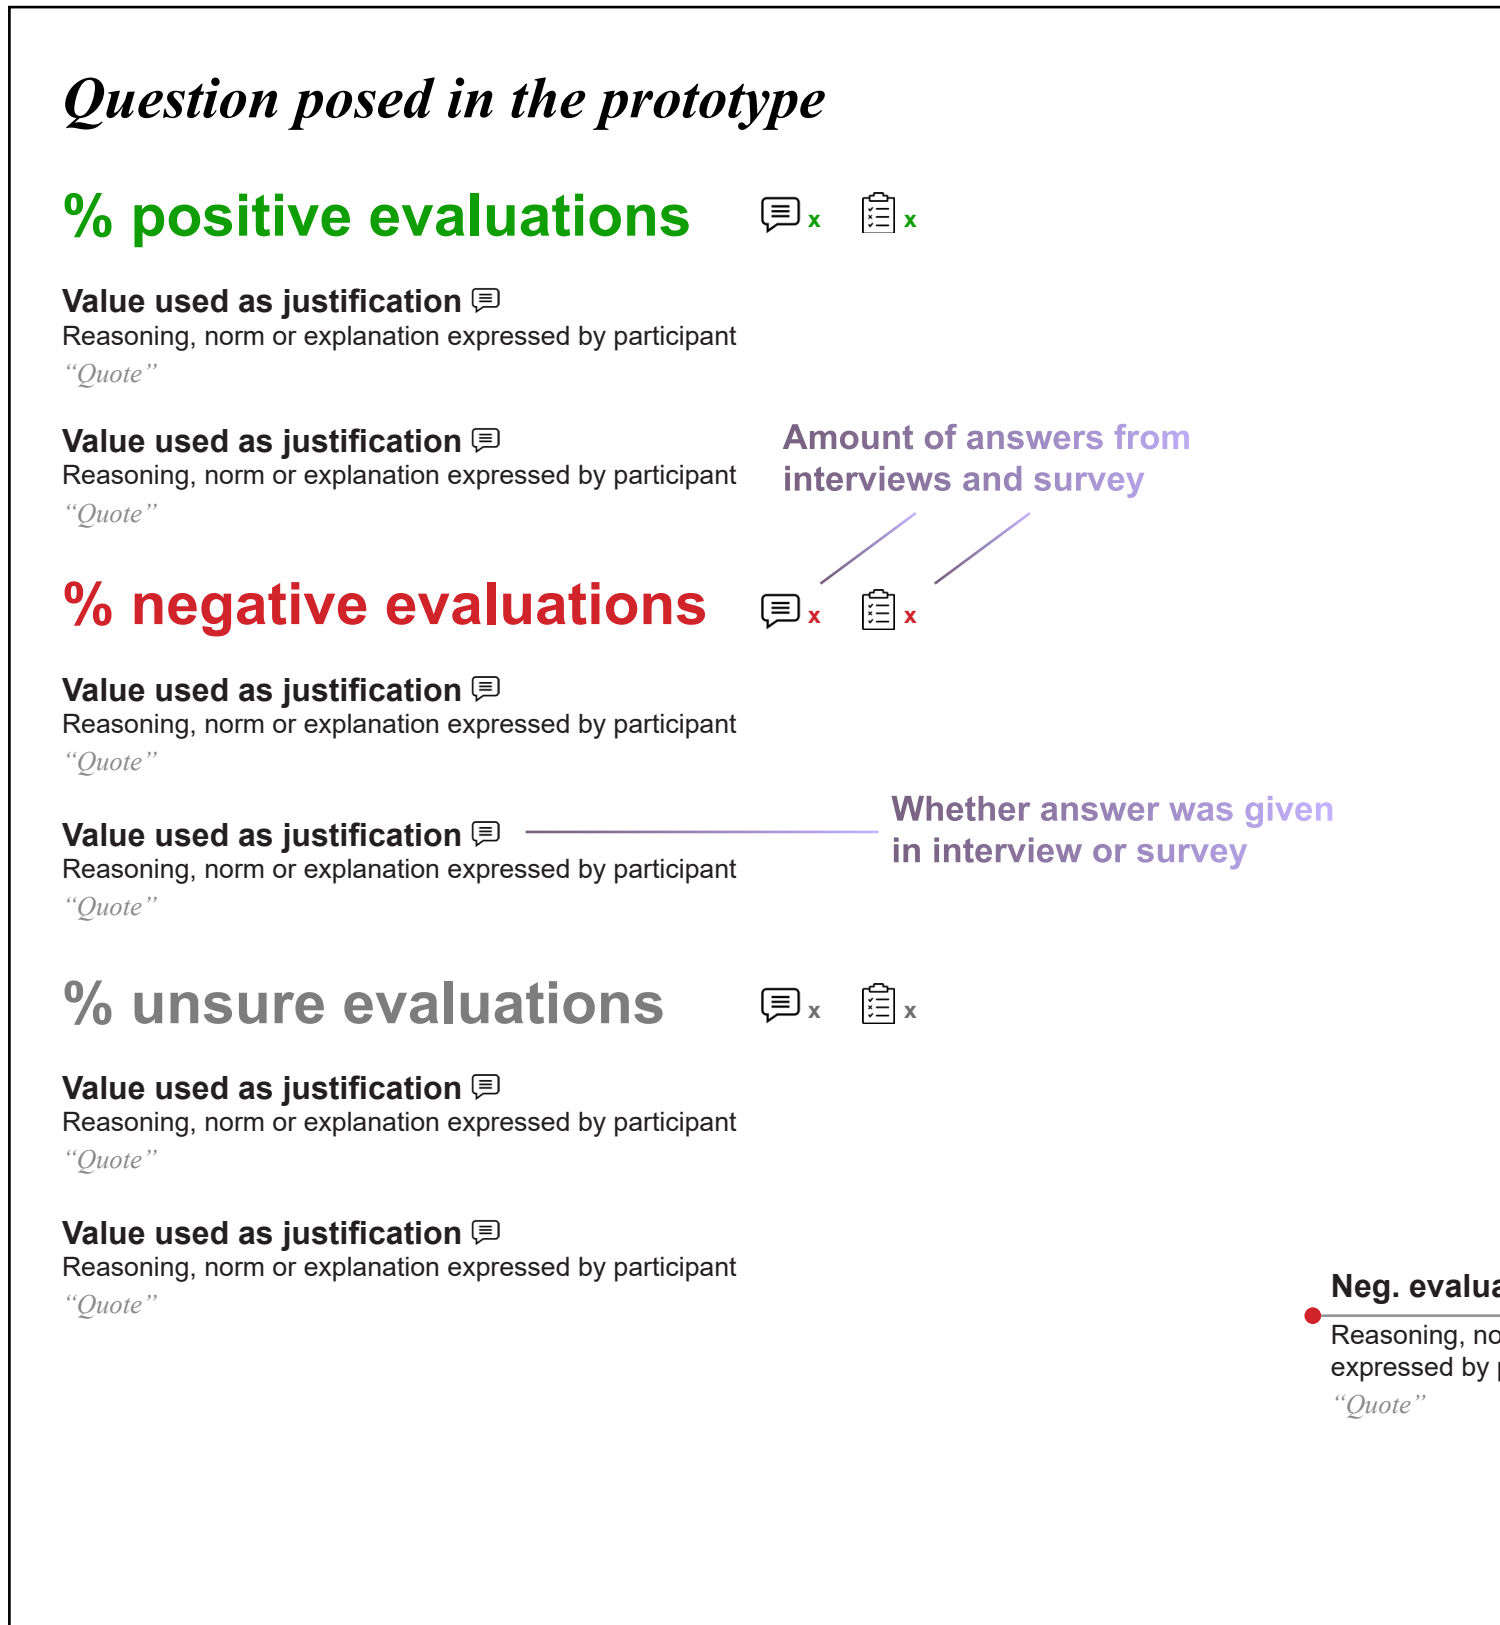 Question posed in the prototype
% positive evaluations x x
Value used as justification
Reasoning, norm or explanation expressed by participant
“Quote”
Value used as justification
Reasoning, norm or explanation expressed by participant
“Quote”
Amount of answers from
interviews and survey
% negative evaluations x x
Value used as justification
Reasoning, norm or explanation expressed by participant
“Quote”
Whether answer was given
in interview or survey
Value used as justification
Reasoning, norm or explanation expressed by participant
“Quote”
% unsure evaluations x x
Value used as justification
Reasoning, norm or explanation expressed by participant
“Quote”
Value used as justification
Reasoning, norm or explanation expressed by participant
“Quote”
Neg.
Reasoning,
expressed by
“Quote”